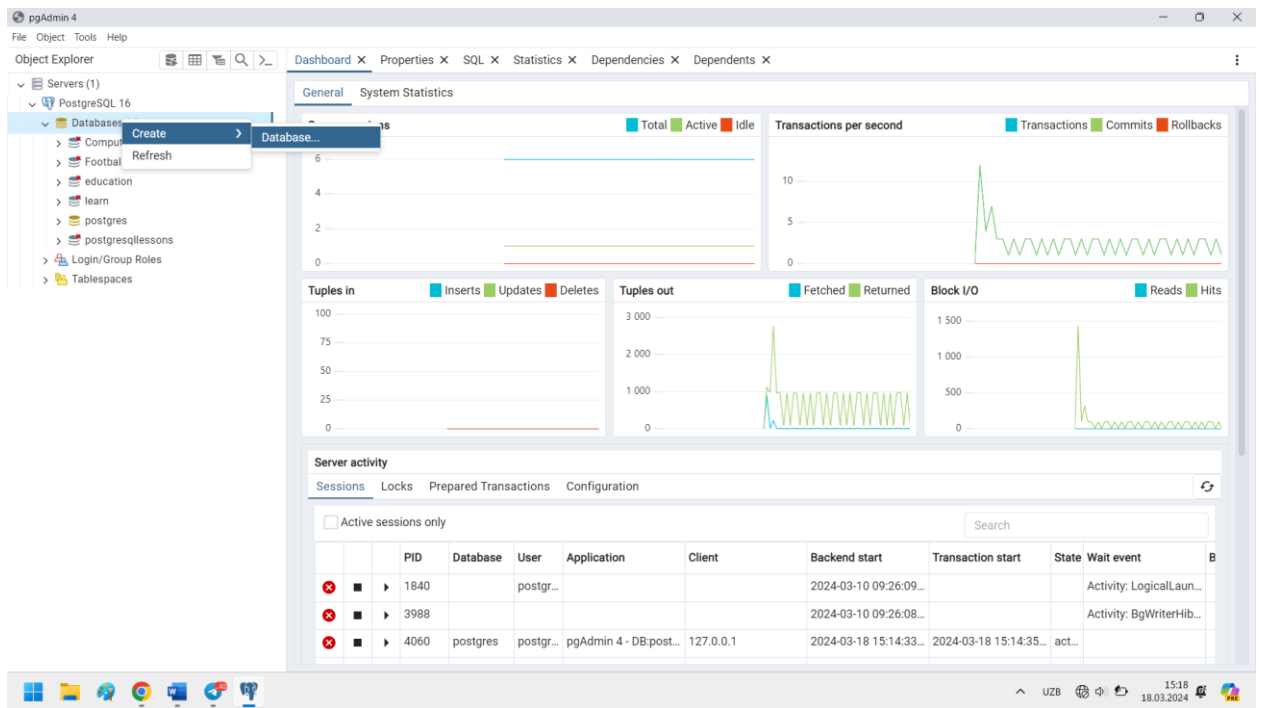 pgAdmin 4
File Object Tools Help
Object Explorer
Dashboard Properties SQL Statistics Dependencies Dependents
Servers (1)
PostgreSQL 16
Databases
Create
Database...
Refresh
Comput
Footbal
education
learn
postgres
postgresqllessons
Login/Group Roles
Tablespaces
General System Statistics
Total Active Idle
6
4
2
0
Transactions per second Transactions Commits Rollbacks
10
5
0
Tuples in Inserts Updates Deletes
100
75
50
25
0
Tuples out Fetched Returned
3 000
2 000
1 000
0
Block I/O Reads Hits
1 500
1 000
500
0
Server activity
Sessions Locks Prepared Transactions Configuration
Active sessions only Search
PID Database User Application Client Backend start Transaction start State Wait event B
1840 postgr... 2024-03-10 09:26:09... Activity: LogicalLaun...
3988 2024-03-10 09:26:08... Activity: BgWriterHib...
4060 postgres postgr... pgAdmin 4 - DB:post... 127.0.0.1 2024-03-18 15:14:33... 2024-03-18 15:14:35... act...
UZB 15:18
18.03.2024